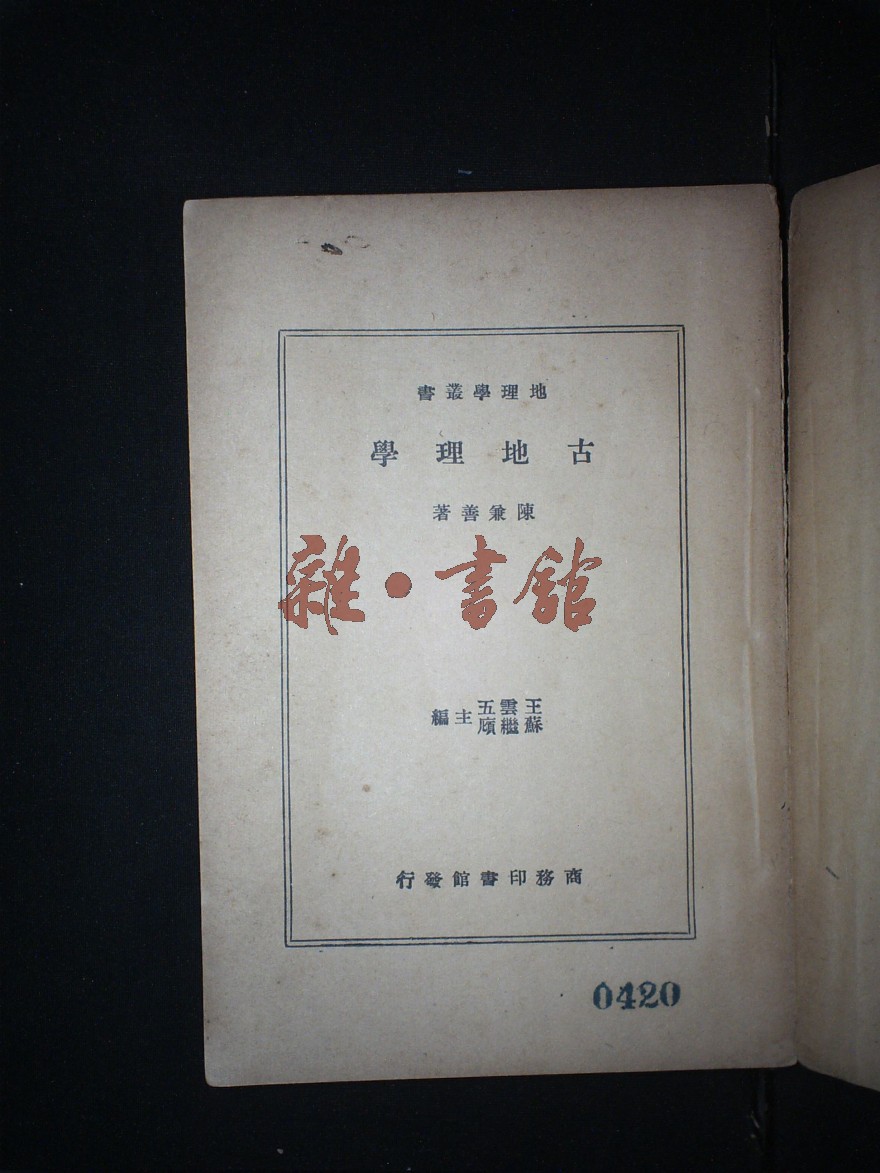 地理學叢書
古地理學
陳兼善著
雜·書館
王雲五
蘇繼廎
主編
商務印書館發行
0420